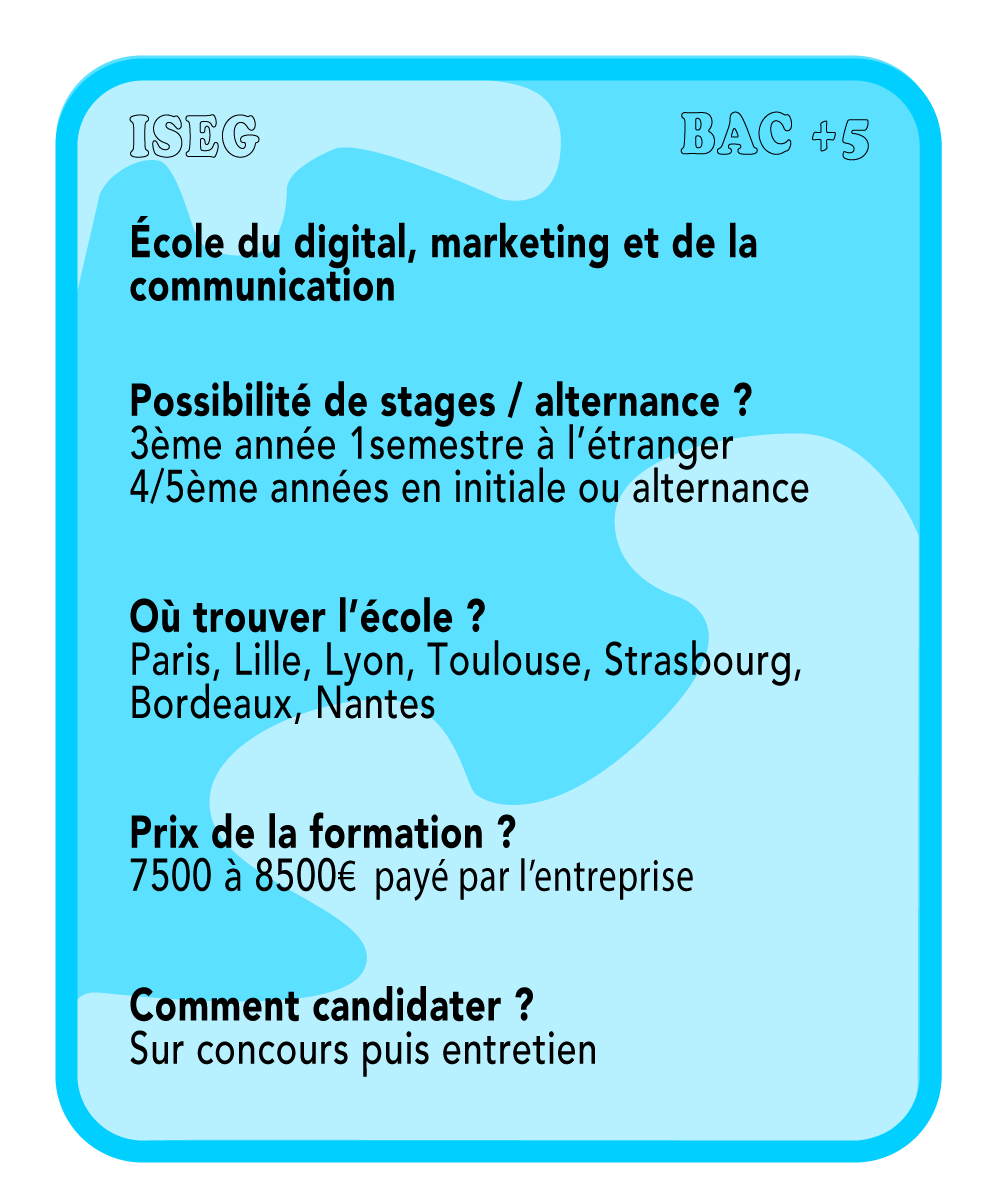 ISEG BAC +5
École du digital, marketing et de la
communication
Possibilité de stages / alternance ?
3ème année 1semestre à l’étranger
4/5ème années en initiale ou alternance
Où trouver l’école ?
Paris, Lille, Lyon, Toulouse, Strasbourg,
Bordeaux, Nantes
Prix de la formation ?
7500 à 8500€ payé par l’entreprise
Comment candidater ?
Sur concours puis entretien